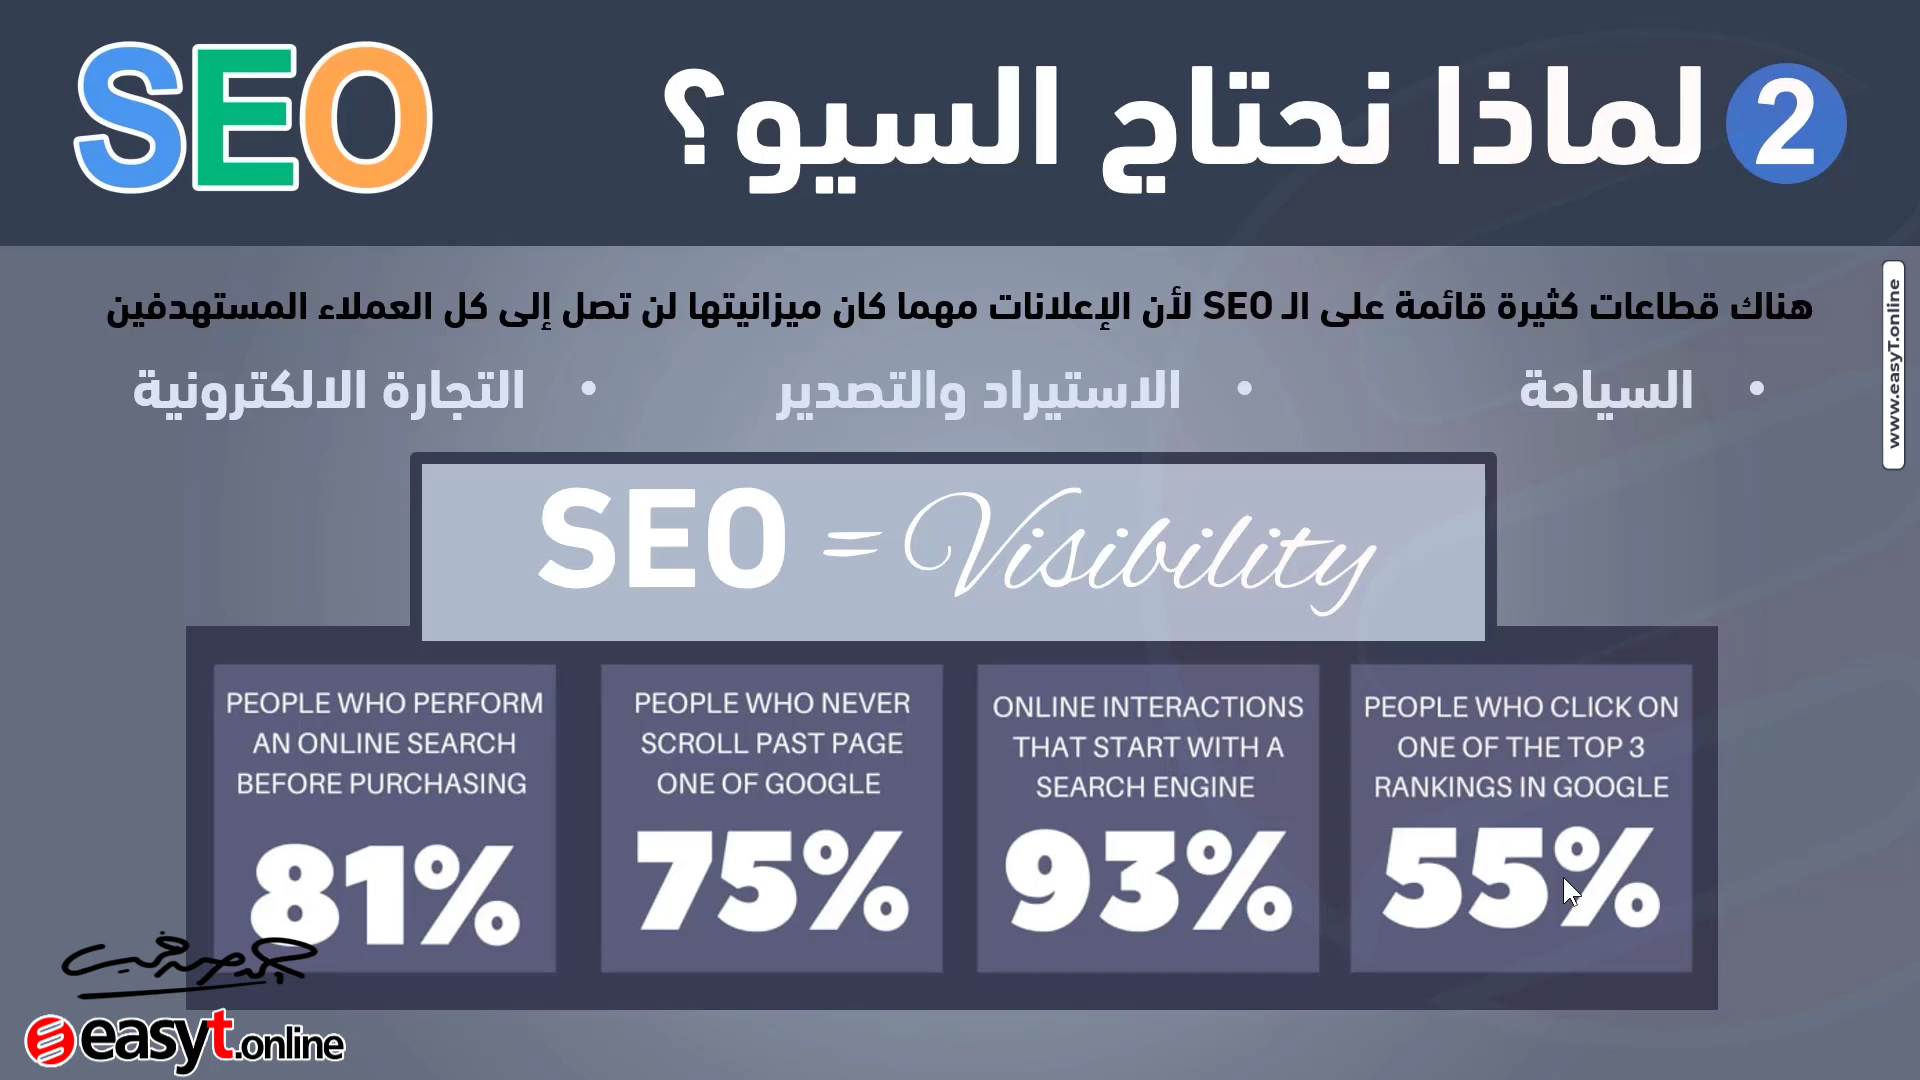 SEO
2 لماذا نحتاج السيو؟
هناك قطاعات كثيرة قائمة على الـ SEO لأن الإعلانات مهما كان ميزانيتها لن تصل إلى كل العملاء المستهدفين
• السياحة
• الاستيراد والتصدير
• التجارة الالكترونية
www.easyT.online
SEO = Visibility
PEOPLE WHO PERFORM
AN ONLINE SEARCH
BEFORE PURCHASING
81%
PEOPLE WHO NEVER
SCROLL PAST PAGE
ONE OF GOOGLE
75%
ONLINE INTERACTIONS
THAT START WITH A
SEARCH ENGINE
93%
PEOPLE WHO CLICK ON
ONE OF THE TOP 3
RANKINGS IN GOOGLE
55%
easyt.online